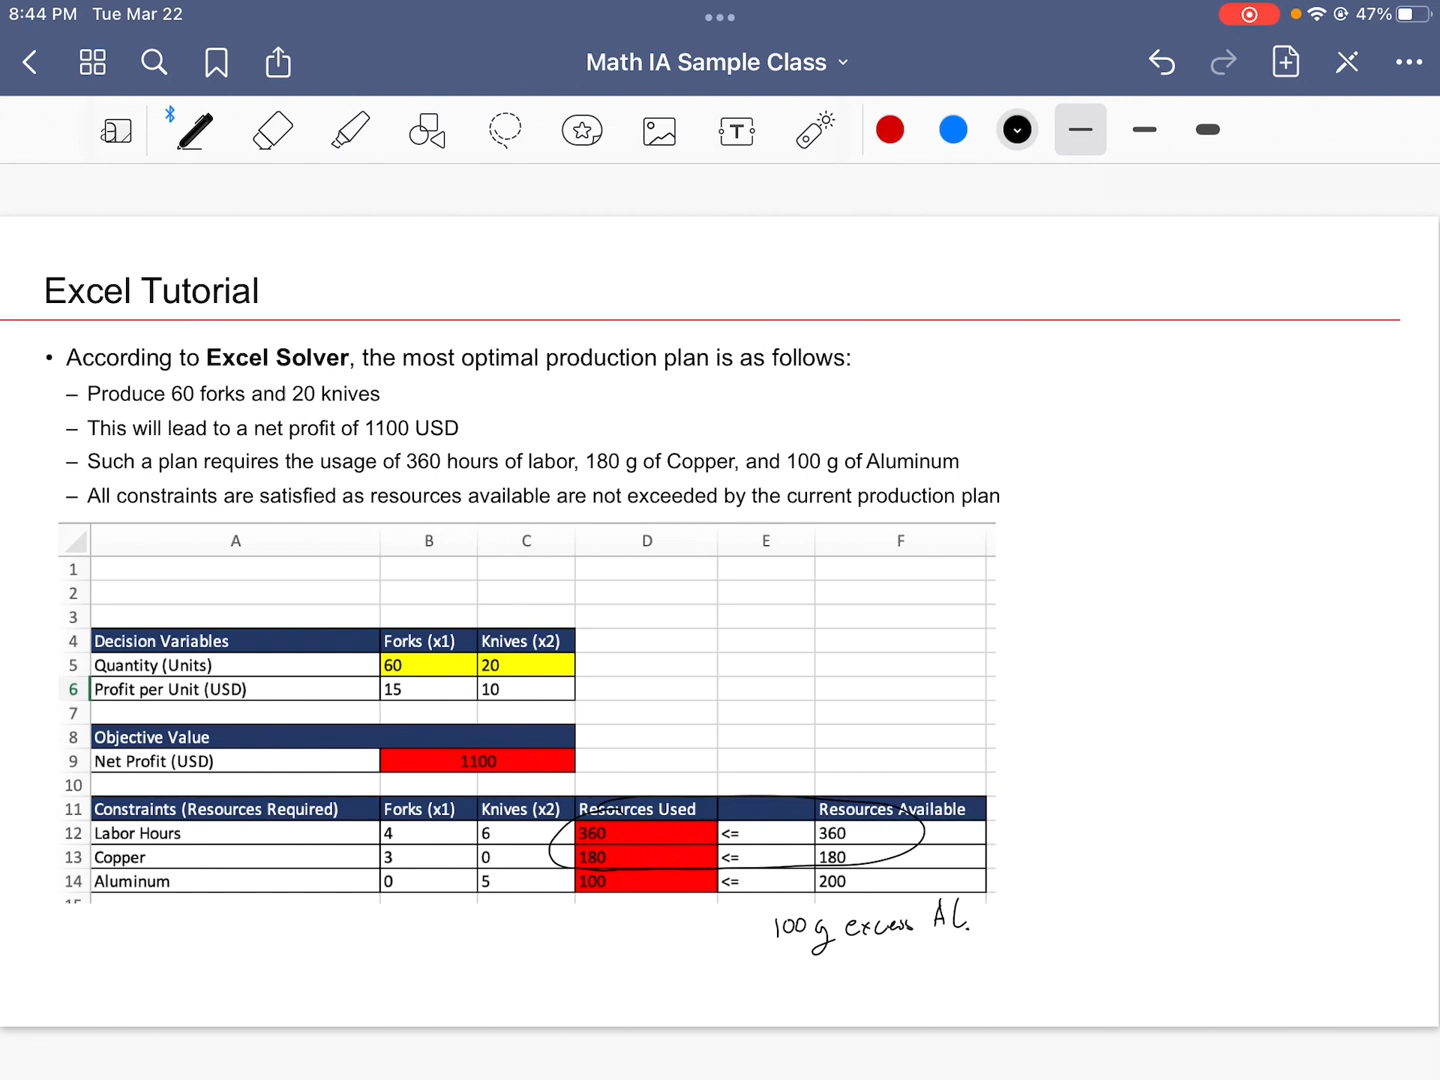 8:44 PM Tue Mar 22
47%
Math IA Sample Class
a
T
Excel Tutorial
• According to Excel Solver, the most optimal production plan is as follows:
– Produce 60 forks and 20 knives
– This will lead to a net profit of 1100 USD
– Such a plan requires the usage of 360 hours of labor, 180 g of Copper, and 100 g of Aluminum
– All constraints are satisfied as resources available are not exceeded by the current production plan
A B C D E F
1
2
3
4 Decision Variables Forks (x1) Knives (x2)
5 Quantity (Units) 60 20
6 Profit per Unit (USD) 15 10
7
8 Objective Value
9 Net Profit (USD) 1100
10
11 Constraints (Resources Required) Forks (x1) Knives (x2) Resources Used Resources Available
12 Labor Hours 4 6 360 <= 360
13 Copper 3 0 180 <= 180
14 Aluminum 0 5 100 <= 200
15
100 g excess Al.